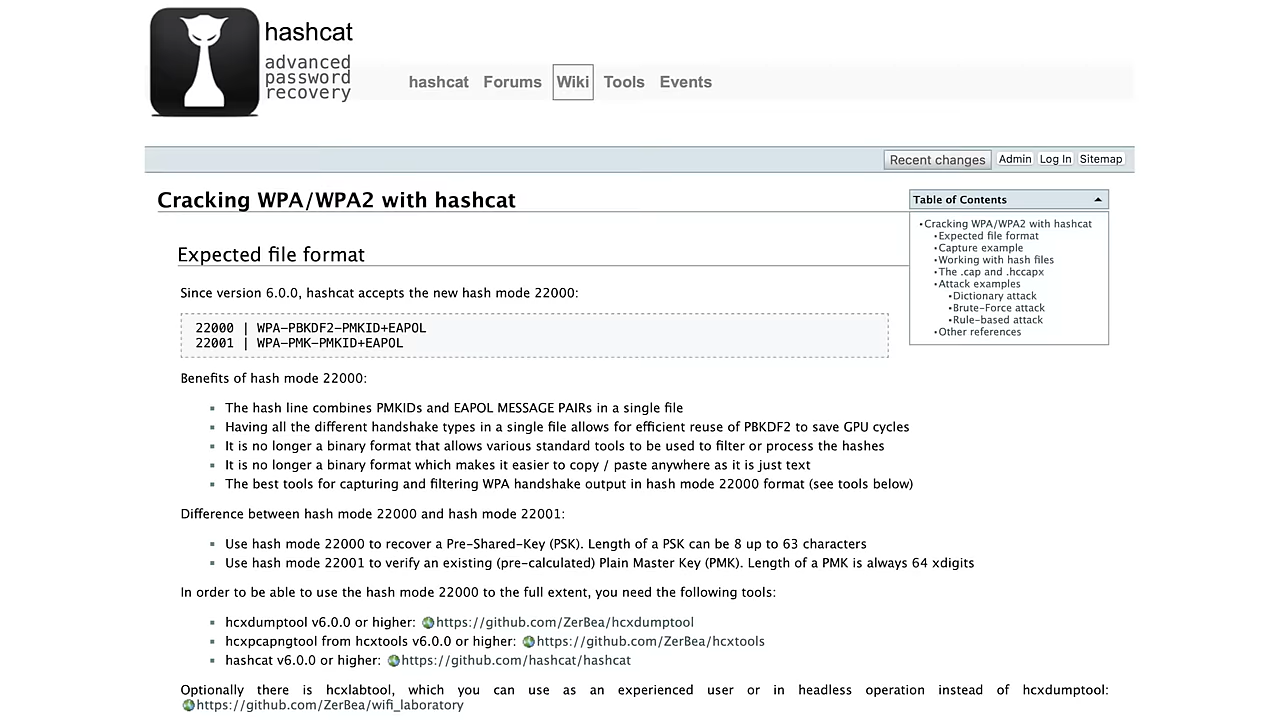 hashcat
advanced
password
recovery
hashcat Forums Wiki Tools Events
Recent changes Admin Log In Sitemap
Cracking WPA/WPA2 with hashcat
Table of Contents
Cracking WPA/WPA2 with hashcat
Expected file format
Capture example
Working with hash files
The .cap and .hccapx
Attack examples
Dictionary attack
Brute-Force attack
Rule-based attack
Other references
Expected file format
Since version 6.0.0, hashcat accepts the new hash mode 22000:
22000 | WPA-PBKDF2-PMKID+EAPOL
22001 | WPA-PMK-PMKID+EAPOL
Benefits of hash mode 22000:
The hash line combines PMKIDs and EAPOL MESSAGE PAIRs in a single file
Having all the different handshake types in a single file allows for efficient reuse of PBKDF2 to save GPU cycles
It is no longer a binary format that allows various standard tools to be used to filter or process the hashes
It is no longer a binary format which makes it easier to copy / paste anywhere as it is just text
The best tools for capturing and filtering WPA handshake output in hash mode 22000 format (see tools below)
Difference between hash mode 22000 and hash mode 22001:
Use hash mode 22000 to recover a Pre-Shared-Key (PSK). Length of a PSK can be 8 up to 63 characters
Use hash mode 22001 to verify an existing (pre-calculated) Plain Master Key (PMK). Length of a PMK is always 64 xdigits
In order to be able to use the hash mode 22000 to the full extent, you need the following tools:
hcxdumptool v6.0.0 or higher: https://github.com/ZerBea/hcxdumptool
hcxpcapngtool from hcxtools v6.0.0 or higher: https://github.com/ZerBea/hcxtools
hashcat v6.0.0 or higher: https://github.com/hashcat/hashcat
Optionally there is hcxlabtool, which you can use as an experienced user or in headless operation instead of hcxdumptool:
https://github.com/ZerBea/wifi_laboratory